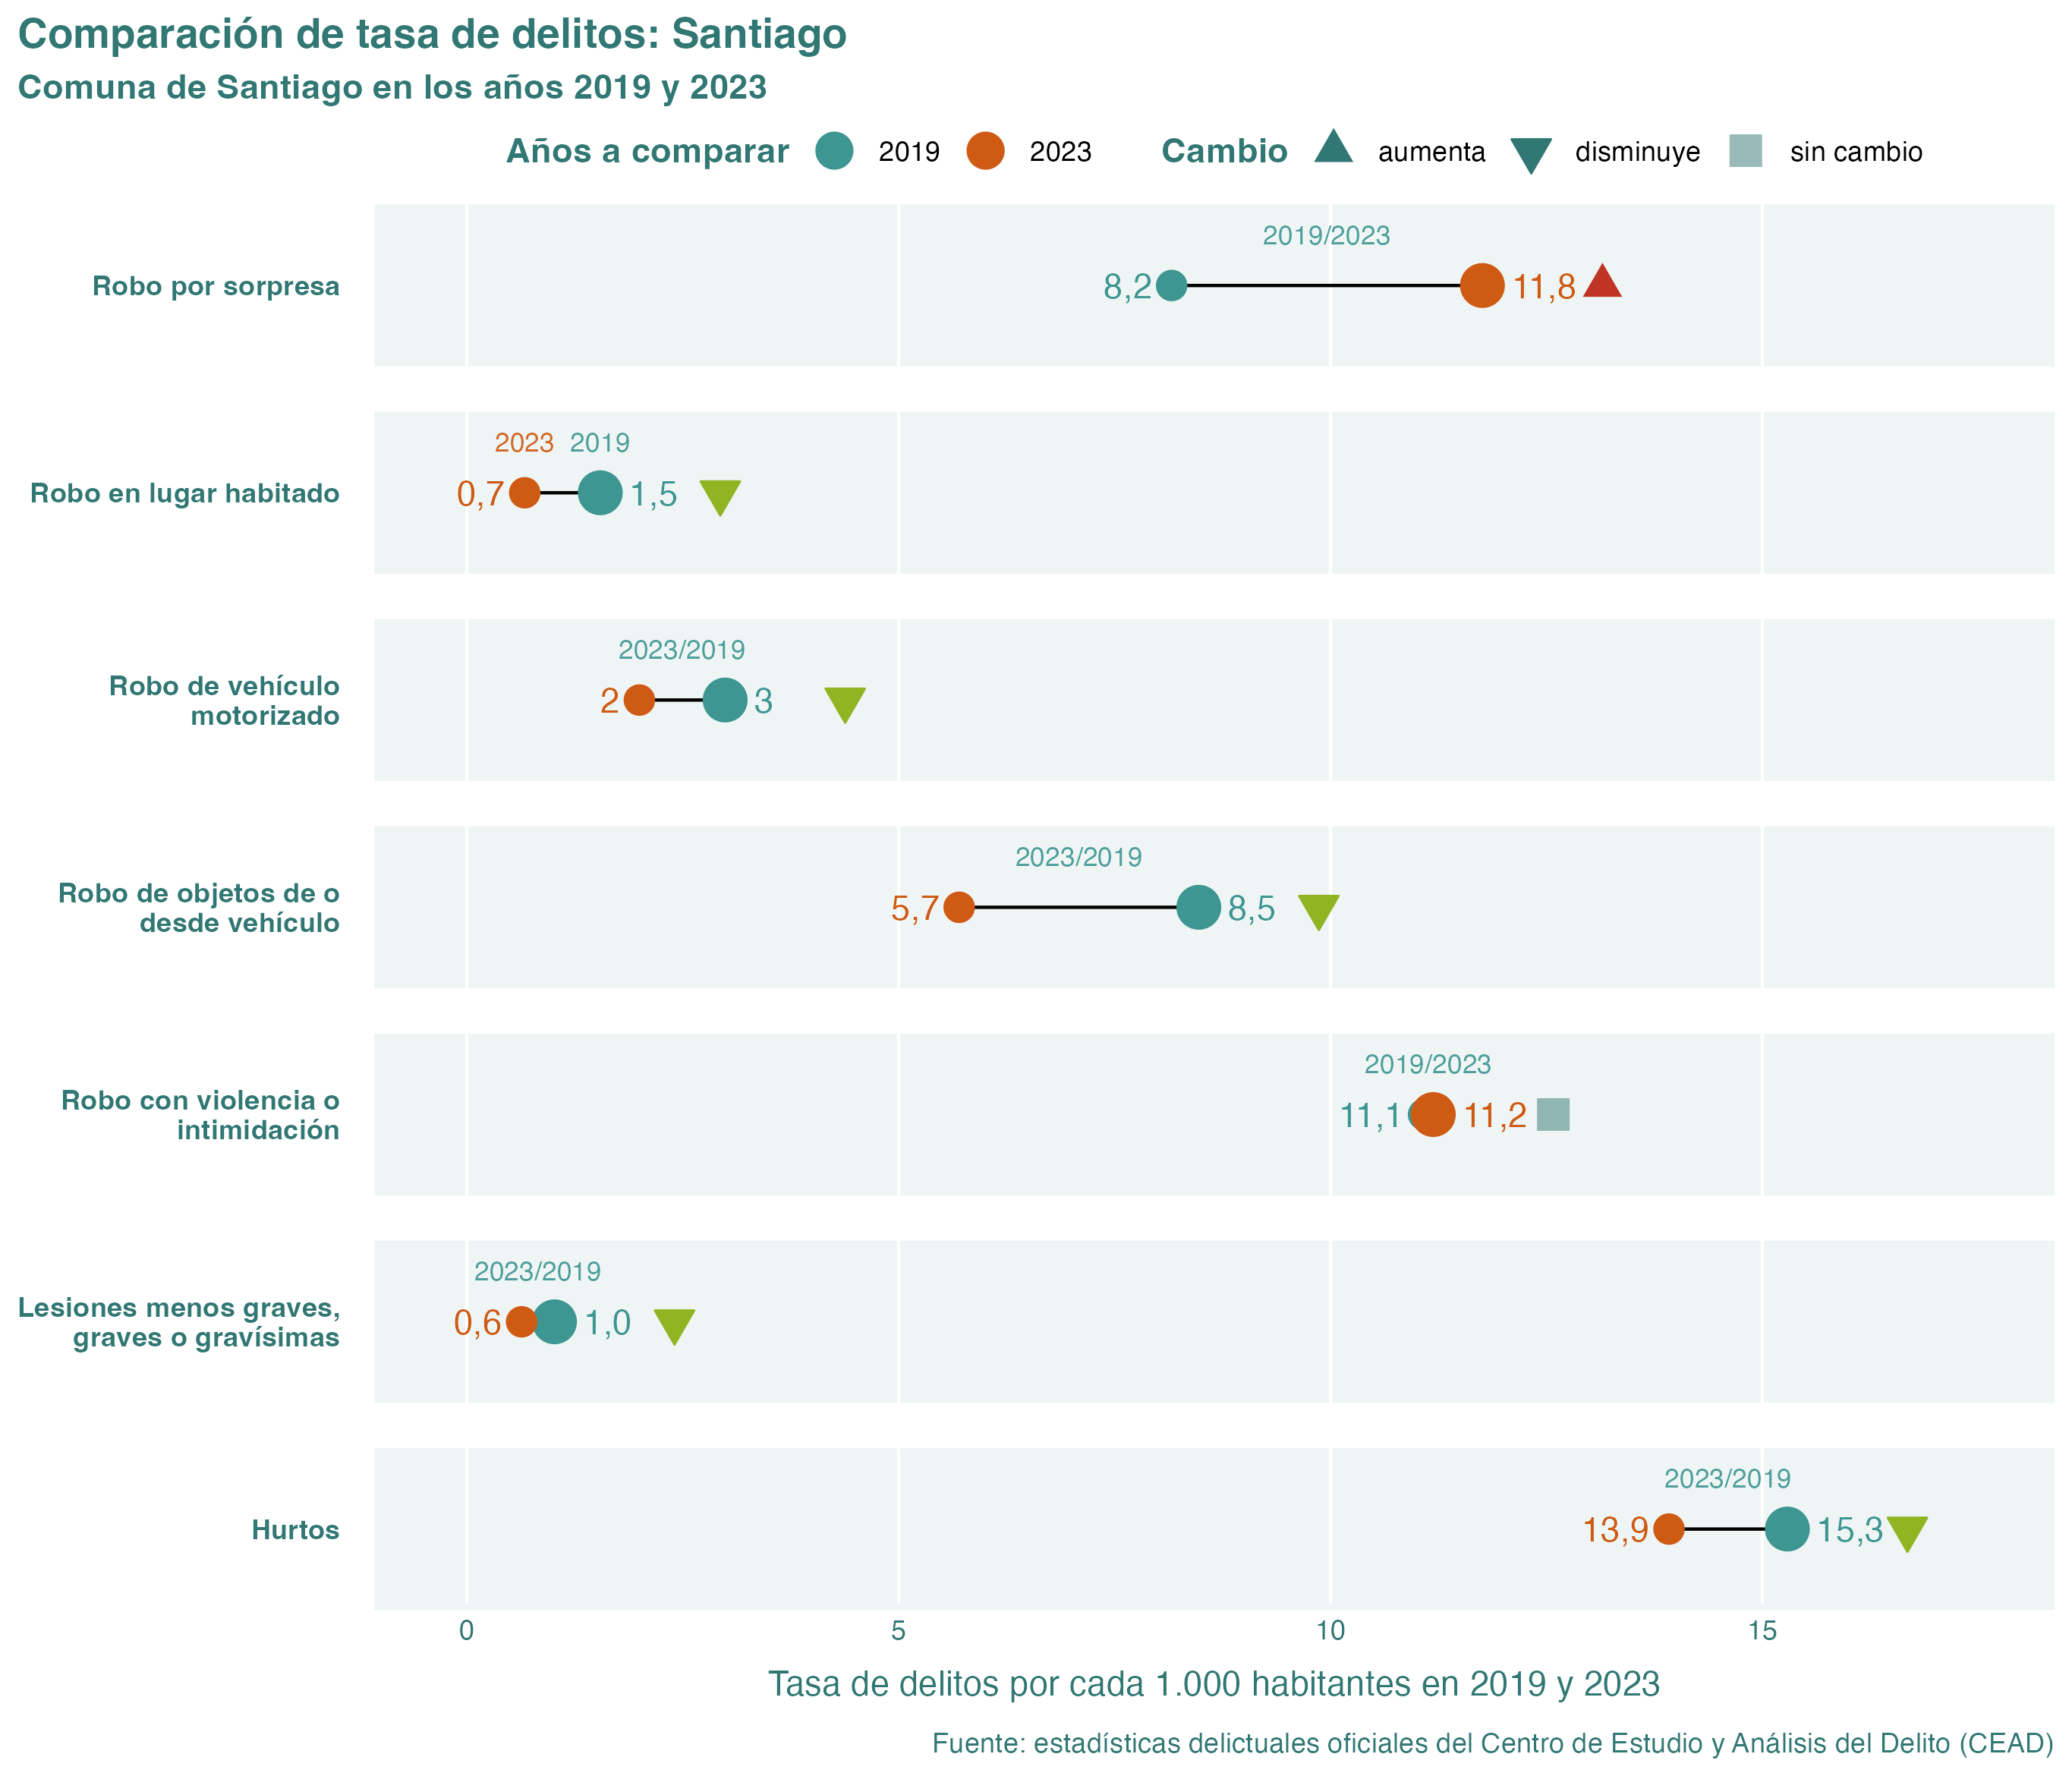 Comparación de tasa de delitos: Santiago
Comuna de Santiago en los años 2019 y 2023
Años a comparar 2019 2023 Cambio aumenta disminuye sin cambio
2019/2023
Robo por sorpresa 8,2 11,8
2023 2019
Robo en lugar habitado 0,7 1,5
2023/2019
Robo de vehículo
motorizado
2 3
2023/2019
Robo de objetos de o
desde vehículo
5,7 8,5
2019/2023
Robo con violencia o
intimidación
11,1 11,2
2023/2019
Lesiones menos graves,
graves o gravísimas
0,6 1,0
2023/2019
Hurtos 13,9 15,3
0 5 10 15
Tasa de delitos por cada 1.000 habitantes en 2019 y 2023
Fuente: estadísticas delictuales oficiales del Centro de Estudio y Análisis del Delito (CEAD)